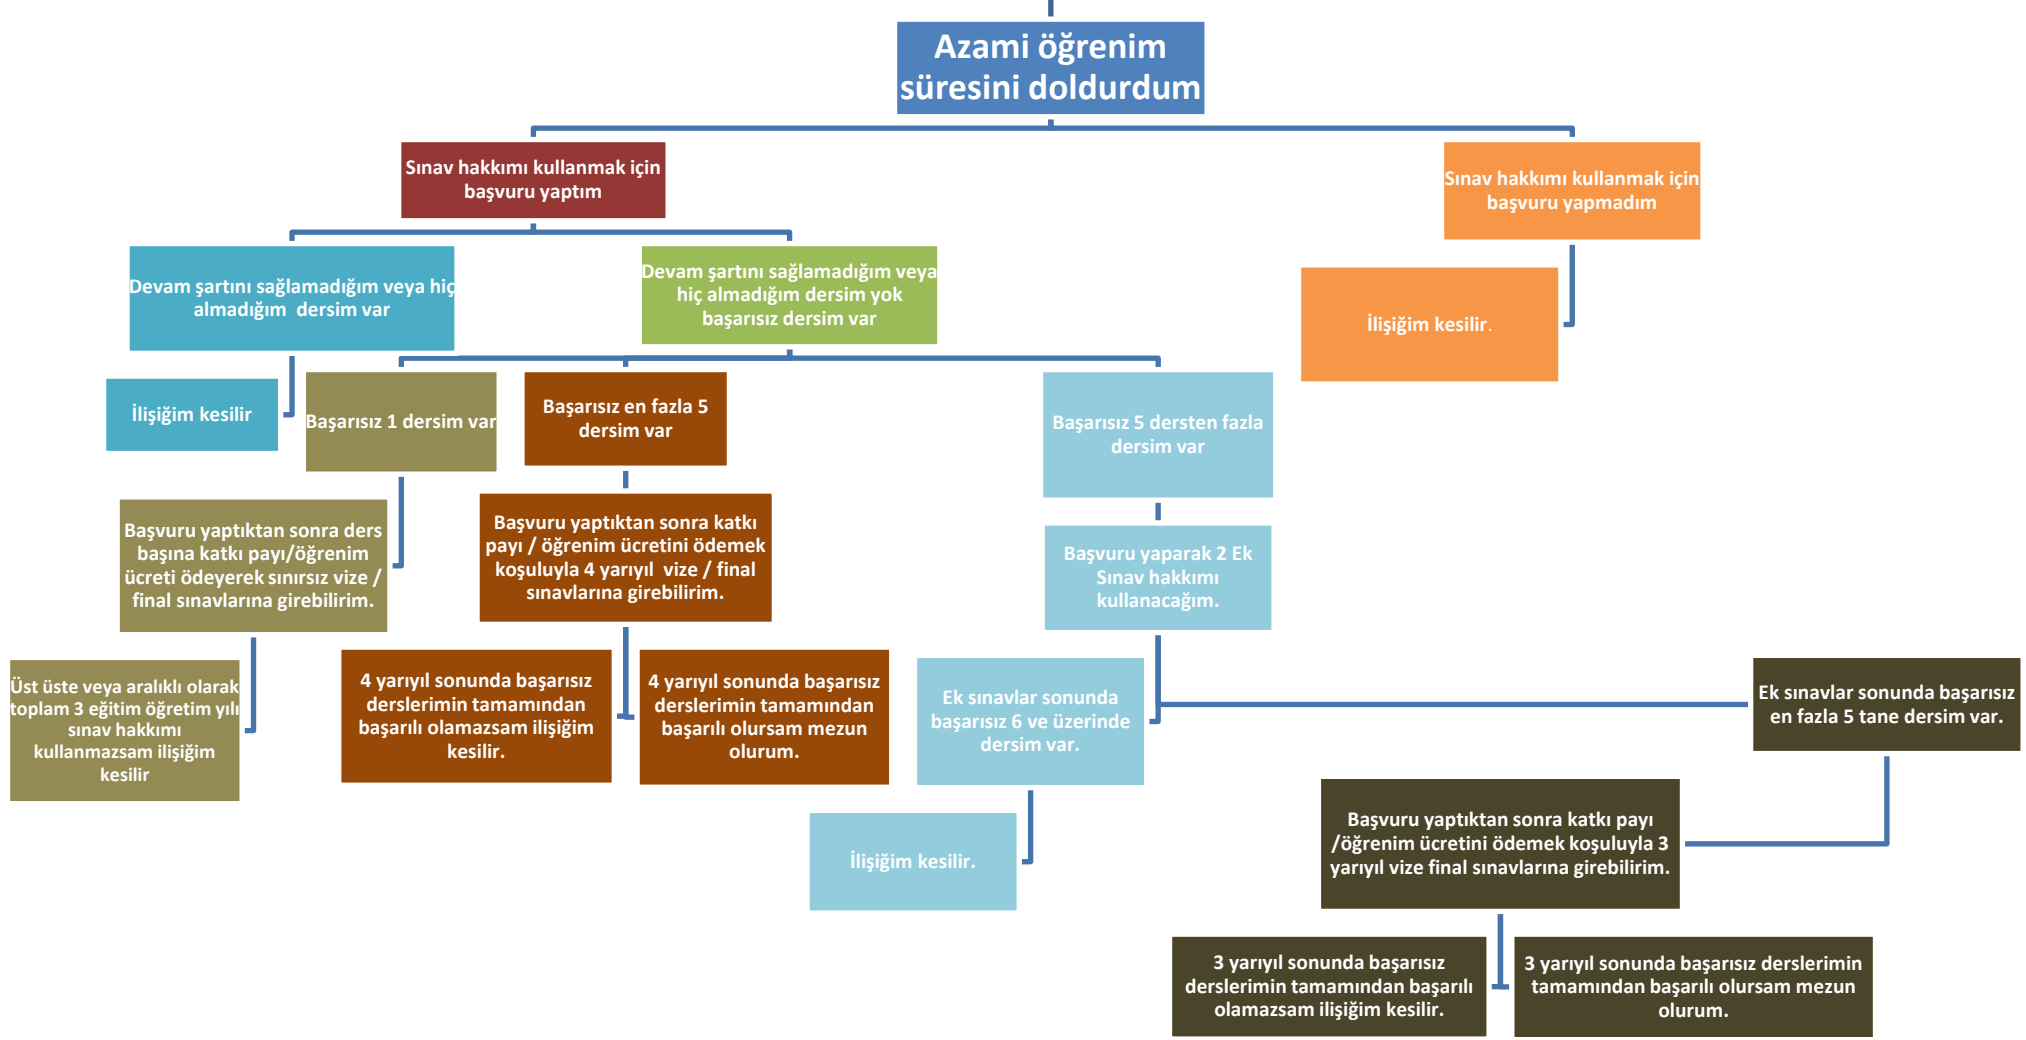 Azami öğrenim
süresini doldurdum
Sınav hakkımı kullanmak için
başvuru yaptım
Sınav hakkımı kullanmak için
başvuru yapmadım
Devam şartını sağlamadığım veya hiç
almadığım dersim var
Devam şartını sağlamadığım veya
hiç almadığım dersim yok
başarısız dersim var
İlişiğim kesilir.
İlişiğim kesilir
Başarısız 1 dersim var
Başarısız en fazla 5
dersim var
Başarısız 5 dersten fazla
dersim var
Başvuru yaptıktan sonra ders
başına katkı payı/öğrenim
ücreti ödeyerek sınırsız vize /
final sınavlarına girebilirim.
Başvuru yaptıktan sonra katkı
payı / öğrenim ücretini ödemek
koşuluyla 4 yarıyıl vize / final
sınavlarına girebilirim.
Başvuru yaparak 2 Ek
Sınav hakkımı
kullanacağım.
Üst üste veya aralıklı olarak
toplam 3 eğitim öğretim yılı
sınav hakkımı
kullanmazsam ilişiğim
kesilir
4 yarıyıl sonunda başarısız
derslerimin tamamından
başarılı olamazsam ilişiğim
kesilir.
4 yarıyıl sonunda başarısız
derslerimin tamamından
başarılı olursam mezun
olurum.
Ek sınavlar sonunda
başarısız 6 ve üzerinde
dersim var.
Ek sınavlar sonunda başarısız
en fazla 5 tane dersim var.
İlişiğim kesilir.
Başvuru yaptıktan sonra katkı payı
/öğrenim ücretini ödemek koşuluyla 3
yarıyıl vize final sınavlarına girebilirim.
3 yarıyıl sonunda başarısız
derslerimin tamamından başarılı
olamazsam ilişiğim kesilir.
3 yarıyıl sonunda başarısız derslerimin
tamamından başarılı olursam mezun
olurum.